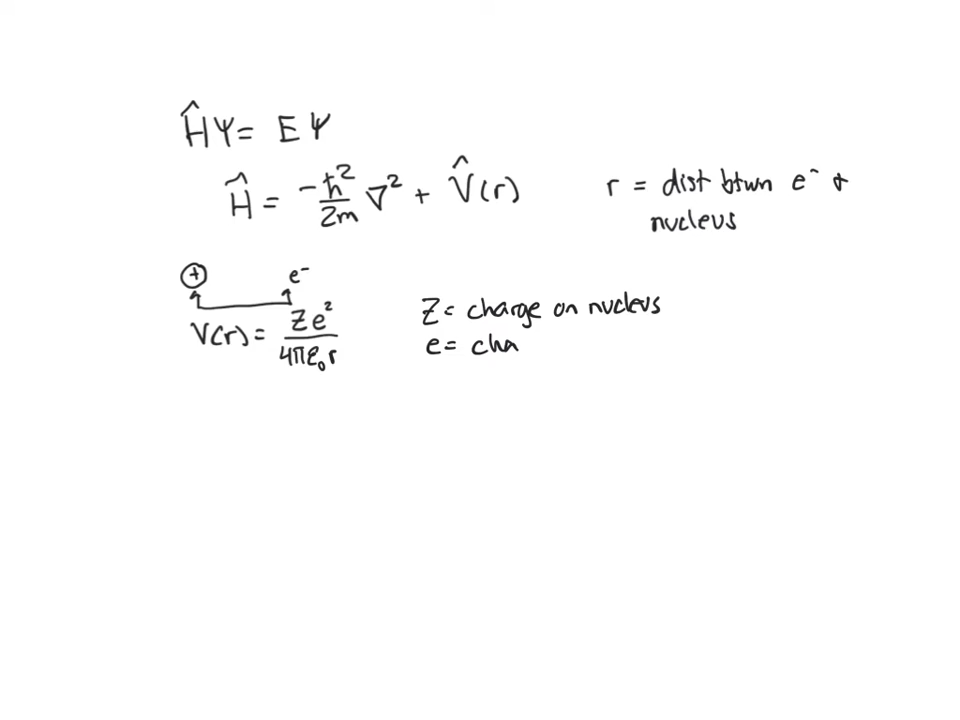 ĤΨ = EΨ
Ĥ = -ħ²/2m ∇² + V̂(r)
r = dist btwn e⁻ +
nucleus
⊕ e⁻
V(r) = Ze²/4πε₀r
Z = charge on nucleus
e = cha